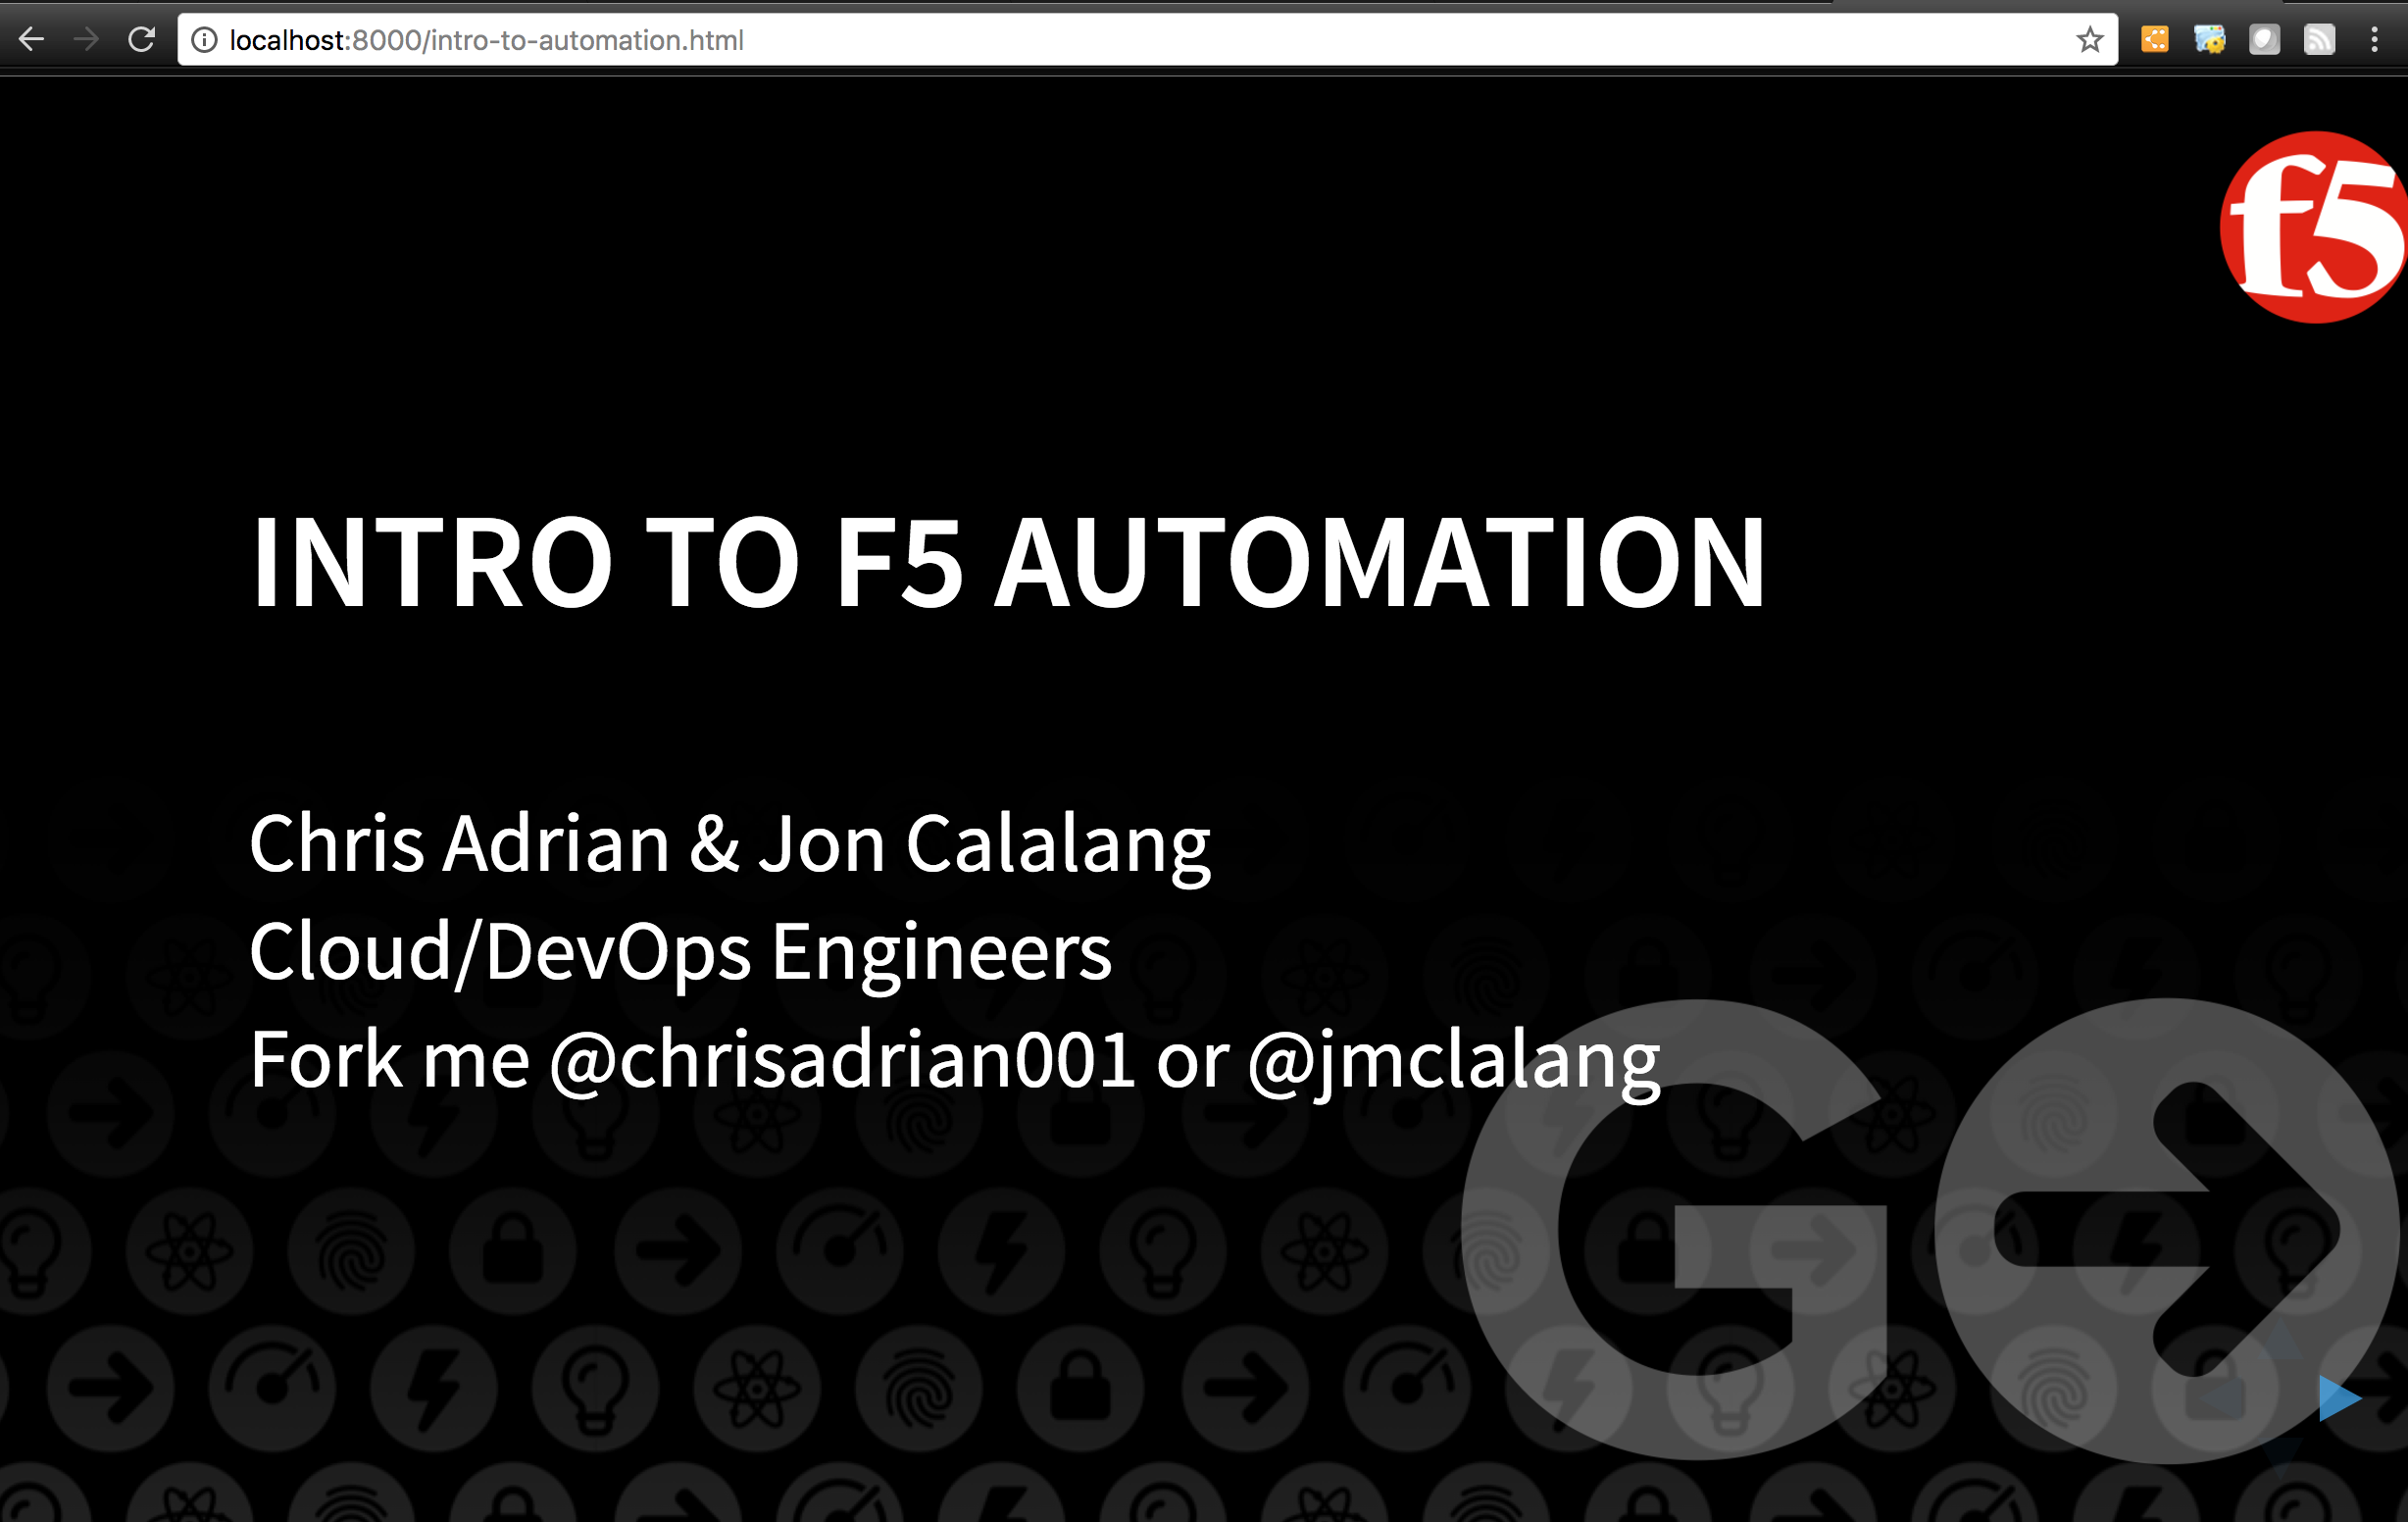 localhost:8000/intro-to-automation.html
f5
INTRO TO F5 AUTOMATION
Chris Adrian & Jon Calalang
Cloud/DevOps Engineers
Fork me @chrisadrian001 or @jmclalang
G